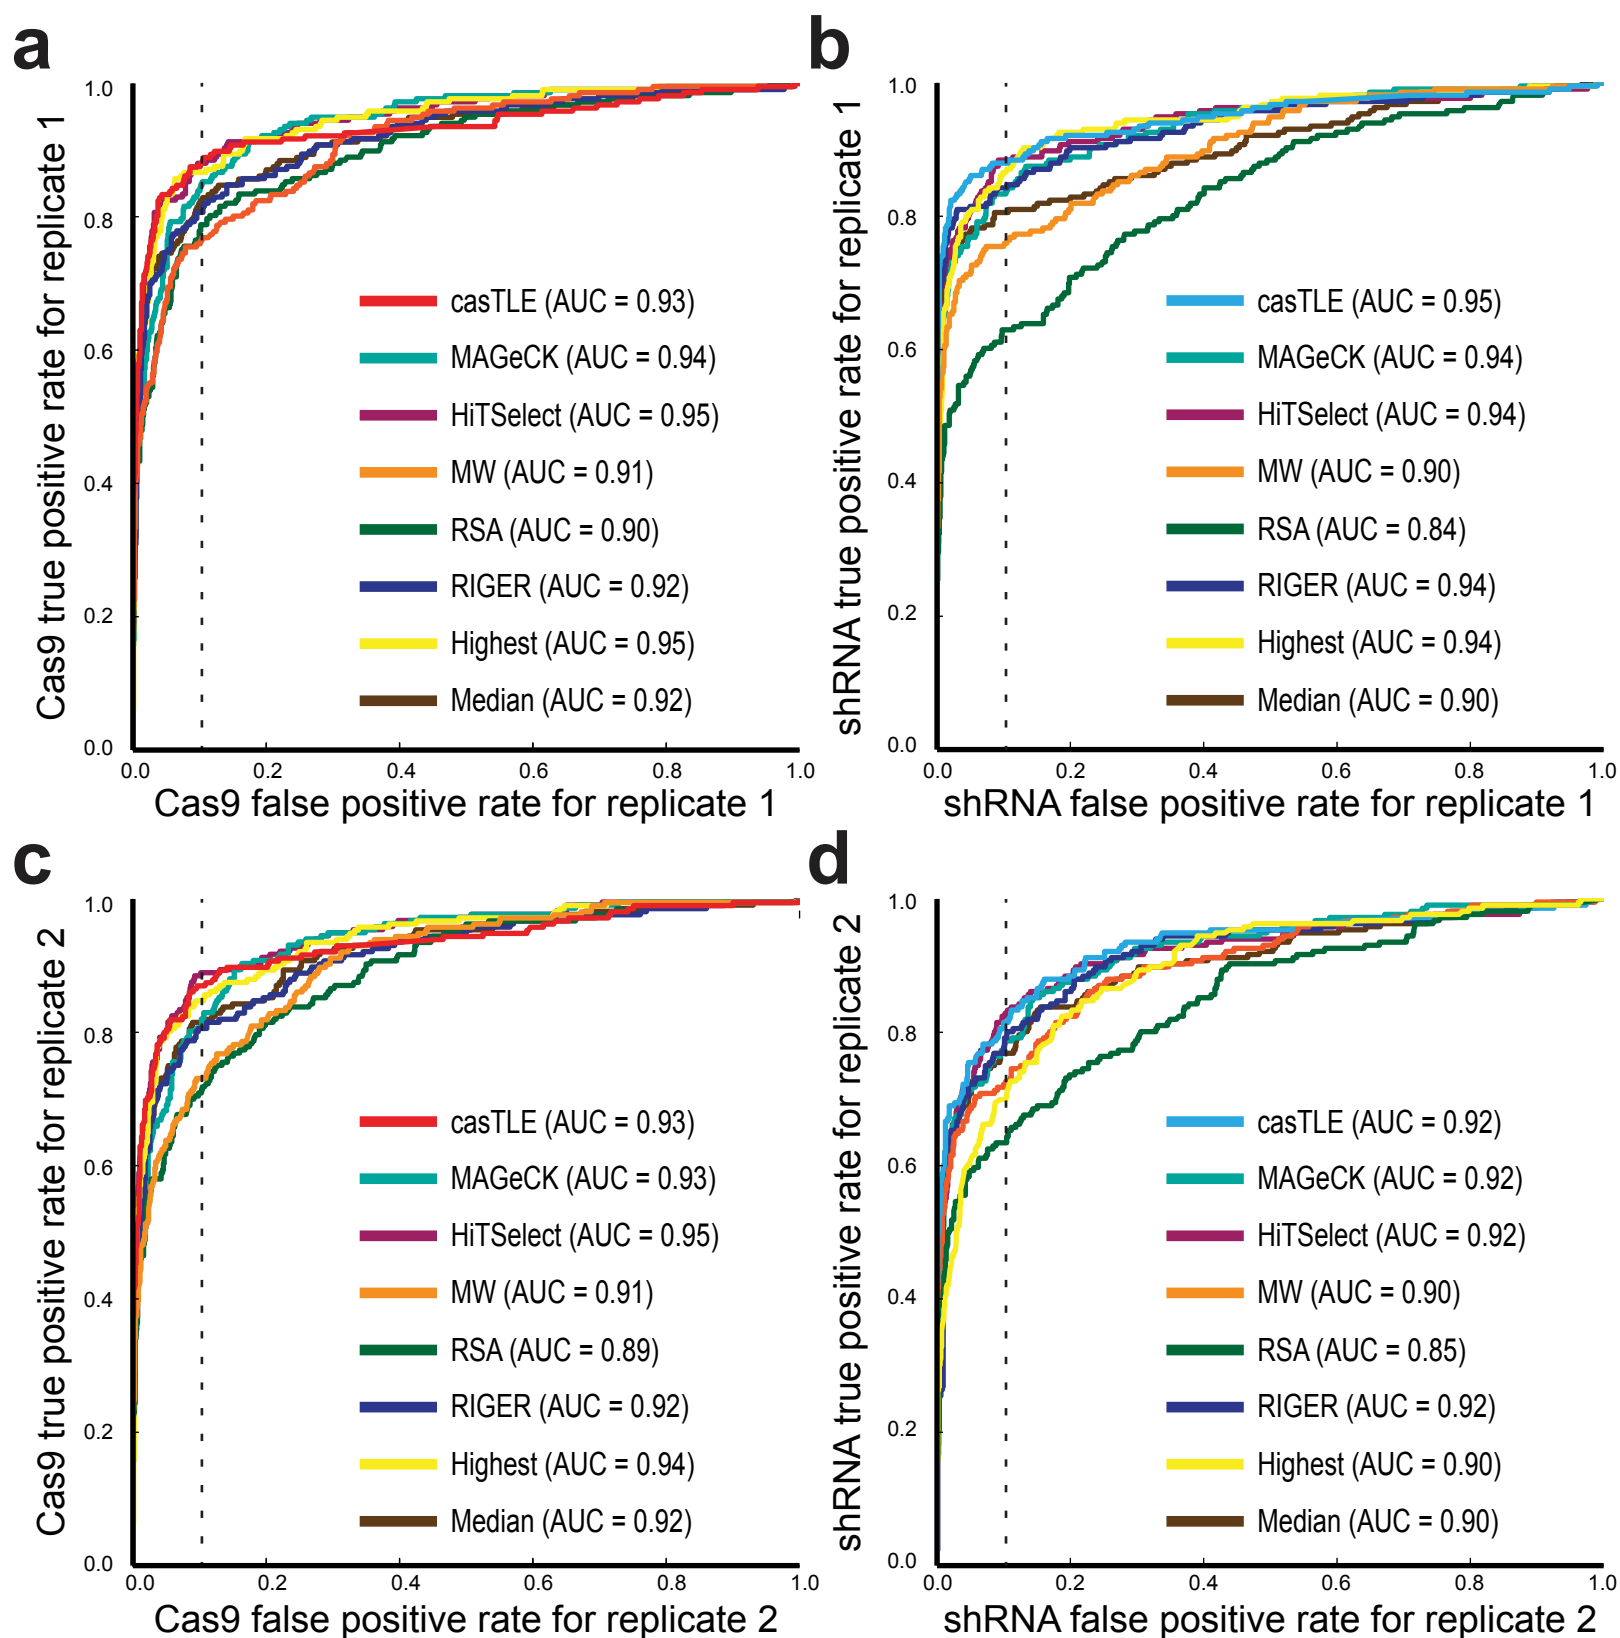 a
Cas9 true positive rate for replicate 1
1.0
0.8
0.6
0.4
0.2
0.0
casTLE (AUC = 0.93)
MAGeCK (AUC = 0.94)
HiTSelect (AUC = 0.95)
MW (AUC = 0.91)
RSA (AUC = 0.90)
RIGER (AUC = 0.92)
Highest (AUC = 0.95)
Median (AUC = 0.92)
0.0 0.2 0.4 0.6 0.8 1.0
Cas9 false positive rate for replicate 1
b
shRNA true positive rate for replicate 1
1.0
0.8
0.6
0.4
0.2
0.0
casTLE (AUC = 0.95)
MAGeCK (AUC = 0.94)
HiTSelect (AUC = 0.94)
MW (AUC = 0.90)
RSA (AUC = 0.84)
RIGER (AUC = 0.94)
Highest (AUC = 0.94)
Median (AUC = 0.90)
0.0 0.2 0.4 0.6 0.8 1.0
shRNA false positive rate for replicate 1
c
Cas9 true positive rate for replicate 2
1.0
0.8
0.6
0.4
0.2
0.0
casTLE (AUC = 0.93)
MAGeCK (AUC = 0.93)
HiTSelect (AUC = 0.95)
MW (AUC = 0.91)
RSA (AUC = 0.89)
RIGER (AUC = 0.92)
Highest (AUC = 0.94)
Median (AUC = 0.92)
0.0 0.2 0.4 0.6 0.8 1.0
Cas9 false positive rate for replicate 2
d
shRNA true positive rate for replicate 2
1.0
0.8
0.6
0.4
0.2
0.0
casTLE (AUC = 0.92)
MAGeCK (AUC = 0.92)
HiTSelect (AUC = 0.92)
MW (AUC = 0.90)
RSA (AUC = 0.85)
RIGER (AUC = 0.92)
Highest (AUC = 0.90)
Median (AUC = 0.90)
0.0 0.2 0.4 0.6 0.8 1.0
shRNA false positive rate for replicate 2